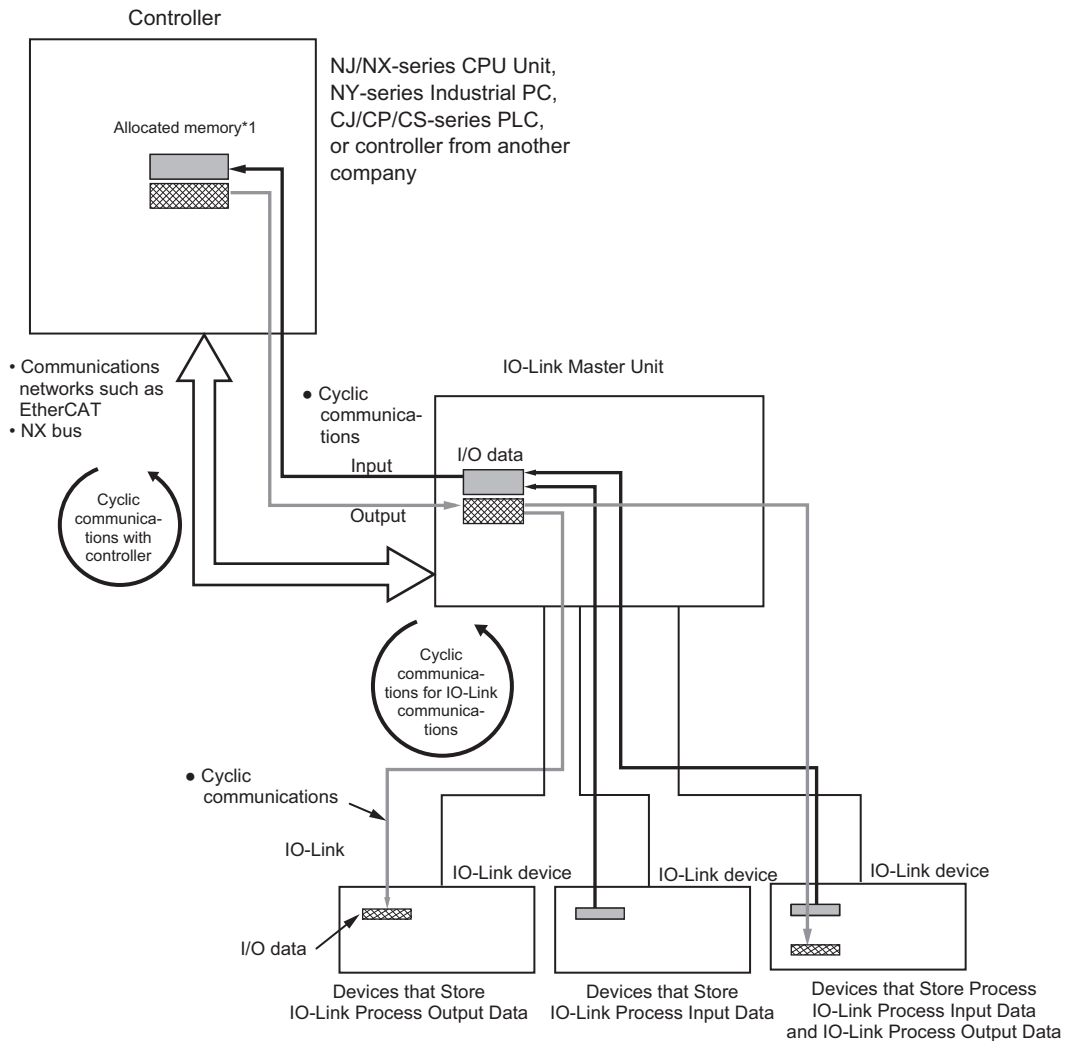 Controller
NJ/NX-series CPU Unit,
NY-series Industrial PC,
CJ/CP/CS-series PLC,
or controller from another
company
Allocated memory*1
• Communications
networks such as
EtherCAT
• NX bus
IO-Link Master Unit
● Cyclic
communica-
tions
I/O data
Input
Output
Cyclic
communica-
tions with
controller
Cyclic
communica-
tions for IO-Link
communica-
tions
● Cyclic
communications
IO-Link
IO-Link device
IO-Link device
IO-Link device
I/O data
Devices that Store
IO-Link Process Output Data
Devices that Store
IO-Link Process Input Data
Devices that Store Process
IO-Link Process Input Data
and IO-Link Process Output Data